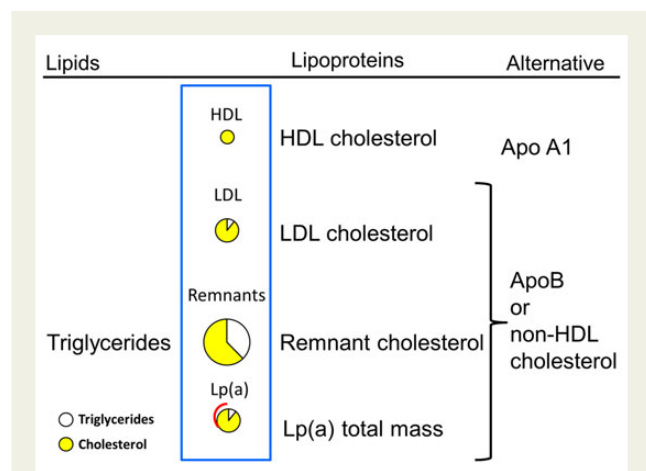 Lipids Lipoproteins Alternative
HDL
HDL cholesterol Apo A1
LDL
LDL cholesterol
ApoB
or
non-HDL
cholesterol
Remnants
Triglycerides Remnant cholesterol
Lp(a)
Lp(a) total mass
Triglycerides
Cholesterol